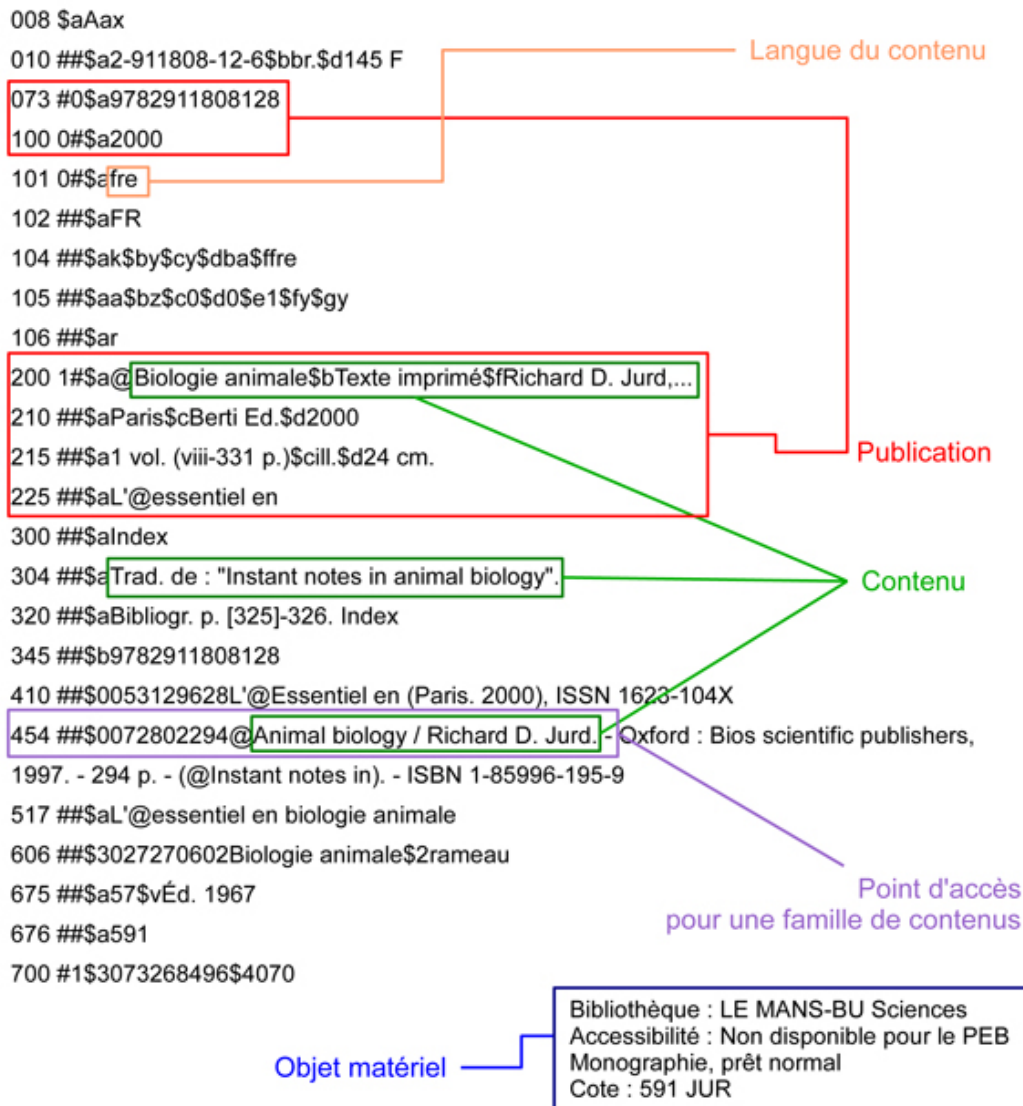 008 $aAax
010 ##$a2-911808-12-6$bbr.$d145 F
Langue du contenu
073 #0$a9782911808128
100 0#$a2000
101 0#$afre
102 ##$aFR
104 ##$ak$by$cy$dba$ffre
105 ##$aa$bz$c0$d0$e1$fy$gy
106 ##$ar
200 1#$a@Biologie animale$bTexte imprimé$fRichard D. Jurd,...
210 ##$aParis$cBerti Ed.$d2000
215 ##$a1 vol. (viii-331 p.)$cill.$d24 cm.
Publication
225 ##$aL'@essentiel en
300 ##$aIndex
304 ##$aTrad. de : "Instant notes in animal biology".
Contenu
320 ##$aBibliogr. p. [325]-326. Index
345 ##$b9782911808128
410 ##$0053129628L'@Essentiel en (Paris. 2000), ISSN 1623-104X
454 ##$0072802294@Animal biology / Richard D. Jurd. - Oxford : Bios scientific publishers,
1997. - 294 p. - (@Instant notes in). - ISBN 1-85996-195-9
517 ##$aL'@essentiel en biologie animale
606 ##$3027270602Biologie animale$2rameau
675 ##$a57$vÉd. 1967
676 ##$a591
Point d'accès
pour une famille de contenus
700 #1$3073268496$4070
Objet matériel
Bibliothèque : LE MANS-BU Sciences
Accessibilité : Non disponible pour le PEB
Monographie, prêt normal
Cote : 591 JUR